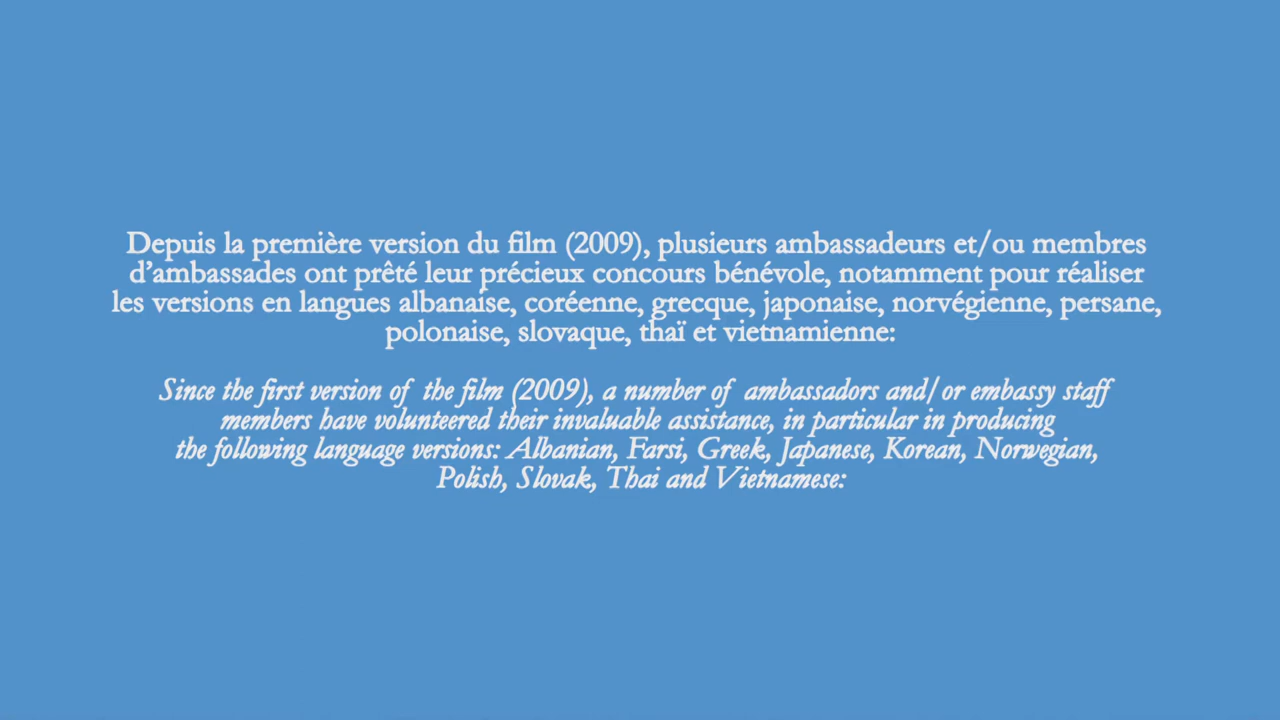 Depuis la première version du film (2009), plusieurs ambassadeurs et/ou membres
d’ambassades ont prêté leur précieux concours bénévole, notamment pour réaliser
les versions en langues albanaise, coréenne, grecque, japonaise, norvégienne, persane,
polonaise, slovaque, thaï et vietnamienne:
Since the first version of the film (2009), a number of ambassadors and/or embassy staff
members have volunteered their invaluable assistance, in particular in producing
the following language versions: Albanian, Farsi, Greek, Japanese, Korean, Norwegian,
Polish, Slovak, Thai and Vietnamese: